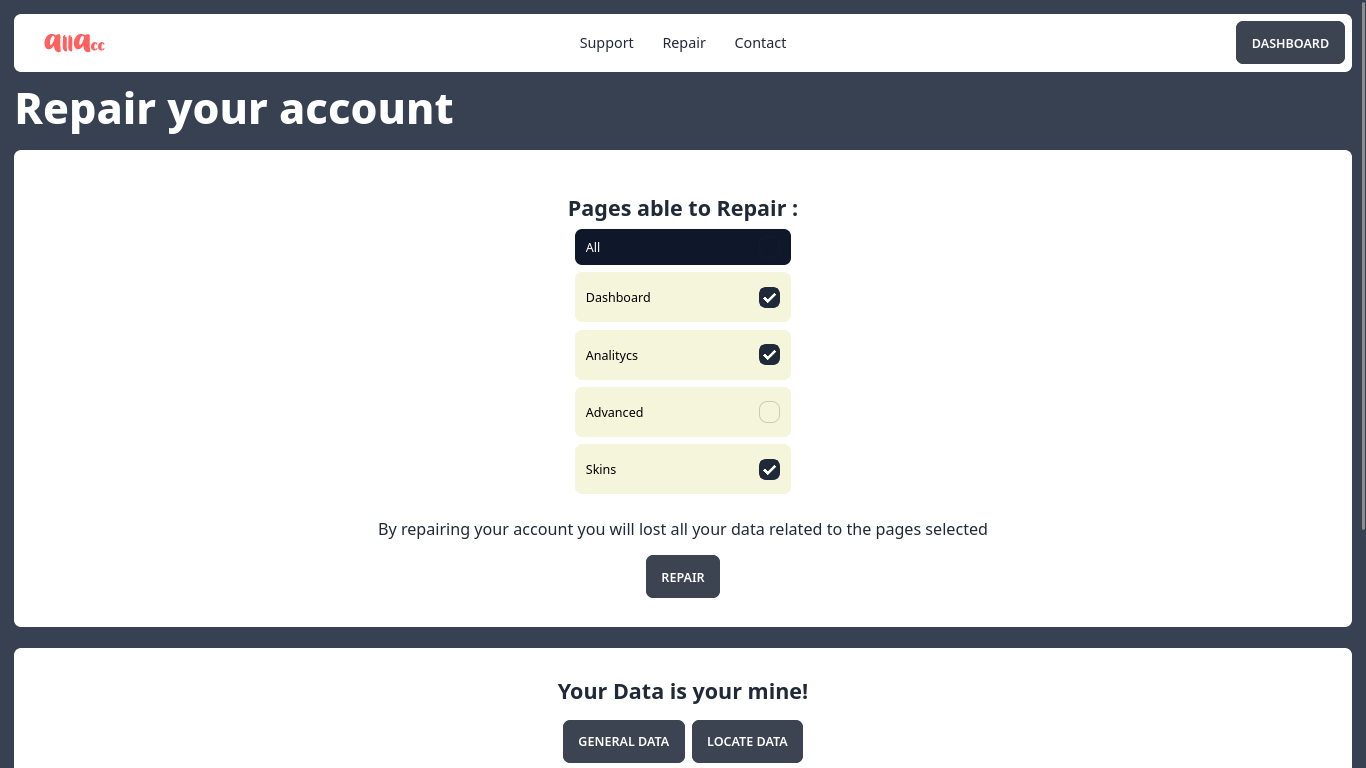 anacc
Support
Repair
Contact
DASHBOARD
Repair your account
Pages able to Repair :
All
Dashboard
Analitycs
Advanced
Skins
By repairing your account you will lost all your data related to the pages selected
REPAIR
Your Data is your mine!
GENERAL DATA
LOCATE DATA